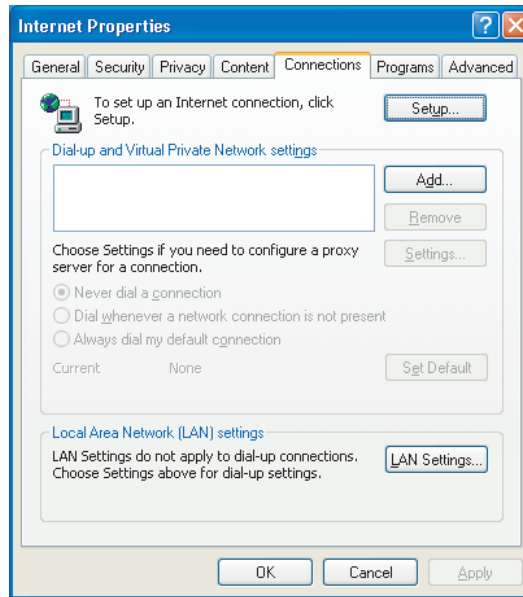 Internet Properties
General Security Privacy Content Connections Programs Advanced
To set up an Internet connection, click
Setup.
Setup...
Dial-up and Virtual Private Network settings
Add...
Remove
Choose Settings if you need to configure a proxy
server for a connection.
Settings...
Never dial a connection
Dial whenever a network connection is not present
Always dial my default connection
Current None
Set Default
Local Area Network (LAN) settings
LAN Settings do not apply to dial-up connections.
Choose Settings above for dial-up settings.
LAN Settings...
OK Cancel Apply